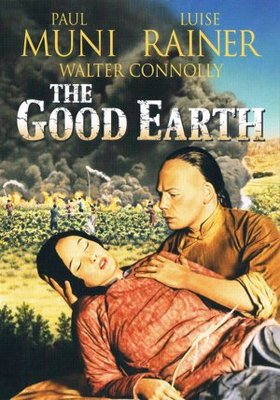 PAUL LUISE
MUNI RAINER
WALTER CONNOLLY
THE
GOOD EARTH